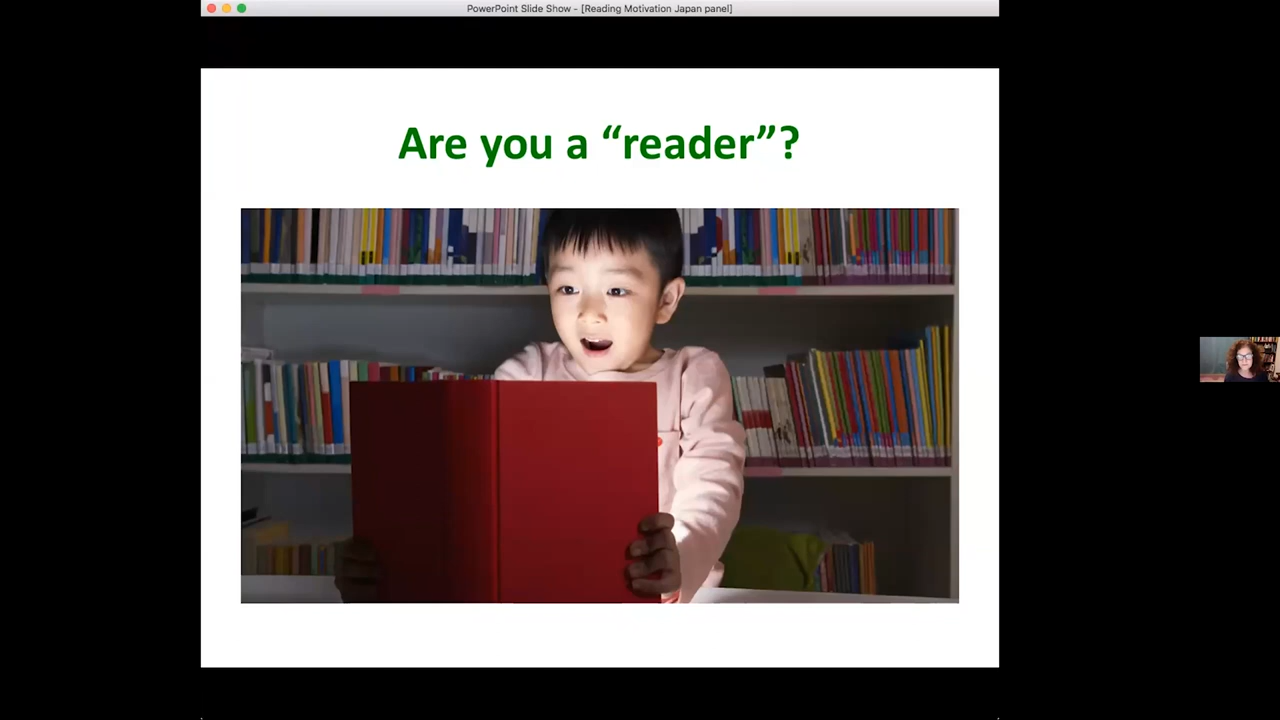 PowerPoint Slide Show - [Reading Motivation Japan panel]
Are you a “reader”?